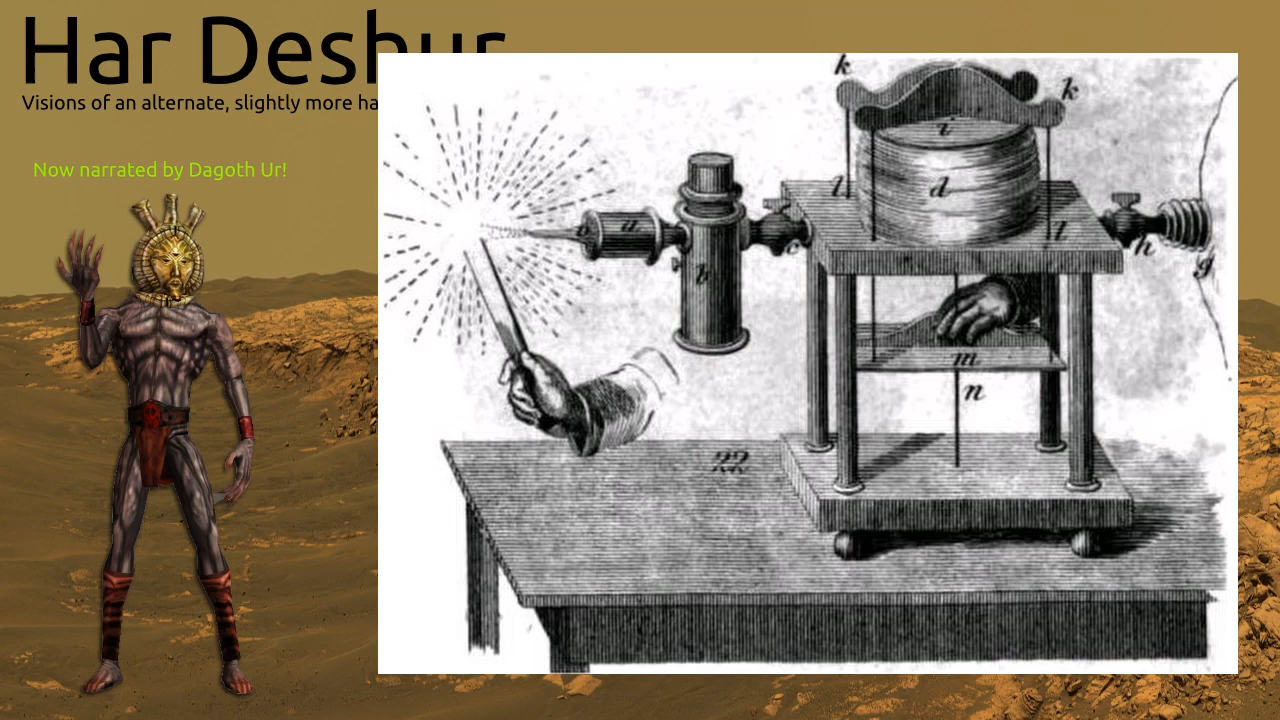 Har Deshur
Visions of an alternate, slightly more ha
Now narrated by Dagoth Ur!
k
k
i
l
d
a
l
c
h
b
g
m
n
22